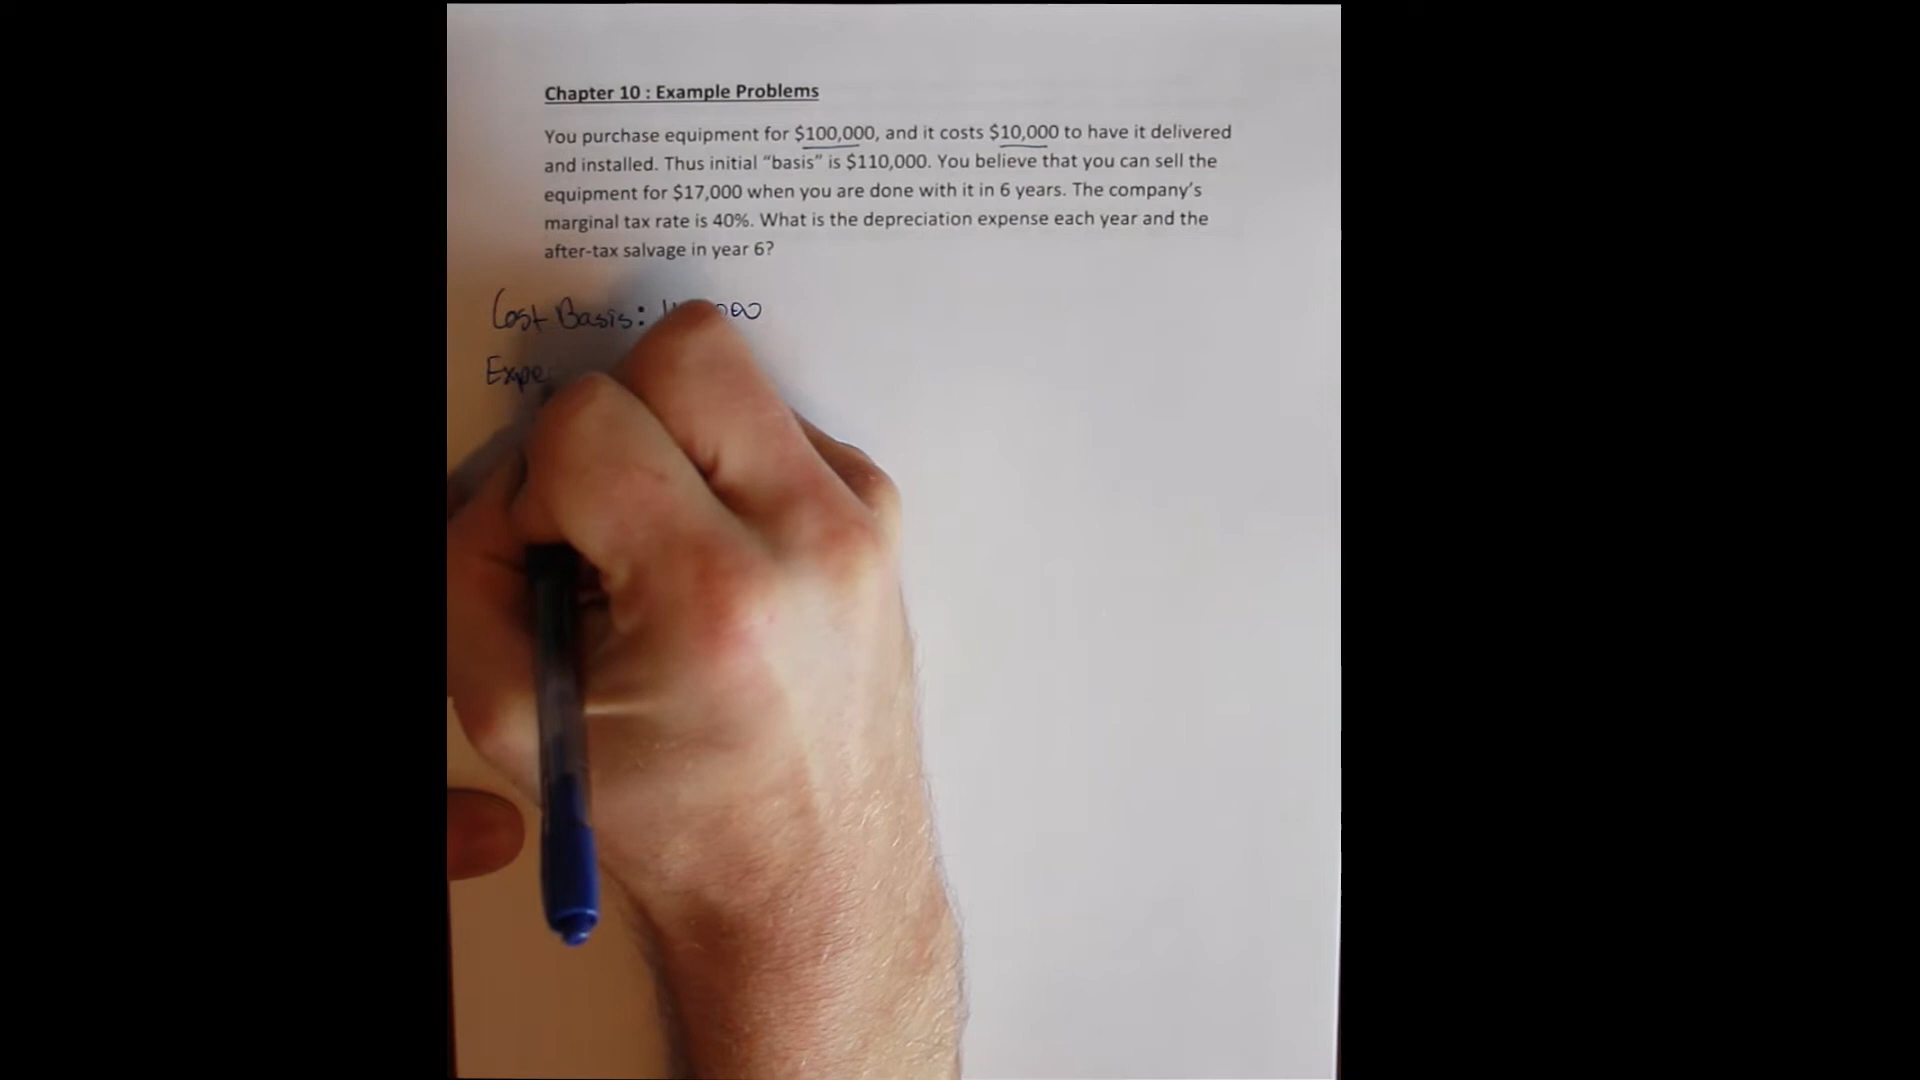 Chapter 10 : Example Problems
You purchase equipment for $100,000, and it costs $10,000 to have it delivered
and installed. Thus initial “basis” is $110,000. You believe that you can sell the
equipment for $17,000 when you are done with it in 6 years. The company’s
marginal tax rate is 40%. What is the depreciation expense each year and the
after-tax salvage in year 6?
Cost Basis: